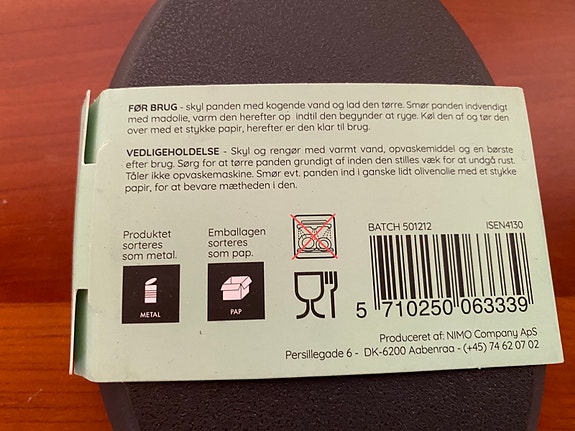 FØR BRUG - skyl panden med kogende vand og lad den tørre. Smør panden indvendigt
med madolie, varm den herefter op indtil den begynder at ryge. Køl den af og tør den
over med et stykke papir, herefter er den klar til brug.
VEDLIGEHOLDELSE - Skyl og rengør med varmt vand, opvaskemiddel og en børste
efter brug. Sørg for at tørre panden grundigt af inden den stilles væk for at undgå rust.
Tåler ikke opvaskemaskine. Smør evt. panden ind i ganske lidt olivenolie med et stykke
papir, for at bevare mætheden i den.
Produktet
sorteres
som metal.
METAL
Emballagen
sorteres
som pap.
PAP
BATCH 501212 ISEN4130
5 710250 063339
Produceret af: NIMO Company ApS
Persillegade 6 - DK-6200 Aabenraa - (+45) 74 62 07 02